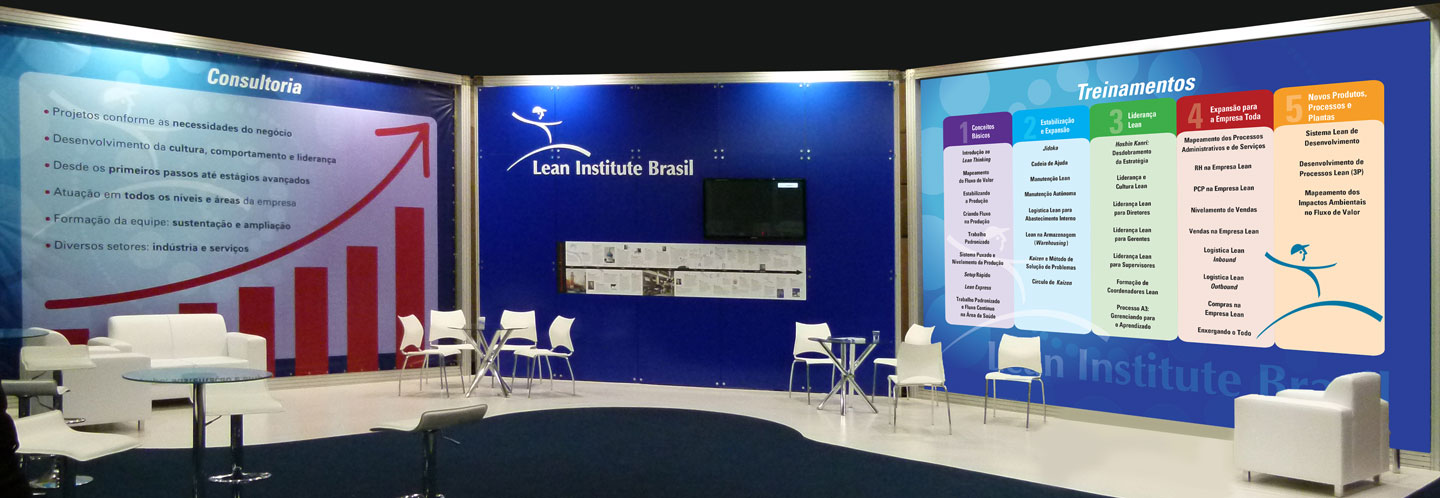 Consultoria
• Projetos conforme as necessidades do negócio
• Desenvolvimento da cultura, comportamento e liderança
• Desde os primeiros passos até estágios avançados
• Atuação em todos os níveis e áreas da empresa
• Formação da equipe: sustentação e ampliação
• Diversos setores: indústria e serviços
Lean Institute Brasil
Treinamentos
1 Conceitos
Básicos
Introdução ao
Lean Thinking
Mapeamento
do Fluxo de Valor
Estabilizando
a Produção
Criando Fluxo
na Produção
Trabalho
Padronizado
Sistema Puxado e
Nivelamento da Produção
Setup Rápido
Lean Express
Trabalho Padronizado
e Fluxo Contínuo
na Área de Saúde
2 Estabilização
e Expansão
Jidoka
Cadeia de Ajuda
Manutenção Lean
Manutenção Autônoma
Logística Lean para
Abastecimento Interno
Lean na Armazenagem
(Warehousing)
Kaizen e Método de
Solução de Problemas
Círculo de Kaizen
3 Liderança
Lean
Hoshin Kanri:
Desdobramento
da Estratégia
Liderança e
Cultura Lean
Liderança Lean
para Diretores
Liderança Lean
para Gerentes
Liderança Lean
para Supervisores
Formação de
Coordenadores Lean
Processo A3:
Gerenciando para
o Aprendizado
4 Expansão para
a Empresa Toda
Mapeamento dos Processos
Administrativos e de Serviços
RH na Empresa Lean
PCP na Empresa Lean
Nivelamento de Vendas
Vendas na Empresa Lean
Logística Lean
Inbound
Logística Lean
Outbound
Compras na
Empresa Lean
Enxergando o Todo
5 Novos Produtos,
Processos e
Plantas
Sistema Lean de
Desenvolvimento
Desenvolvimento de
Processos Lean (3P)
Mapeamento dos
Impactos Ambientais
no Fluxo de Valor
Lean Institute Brasil